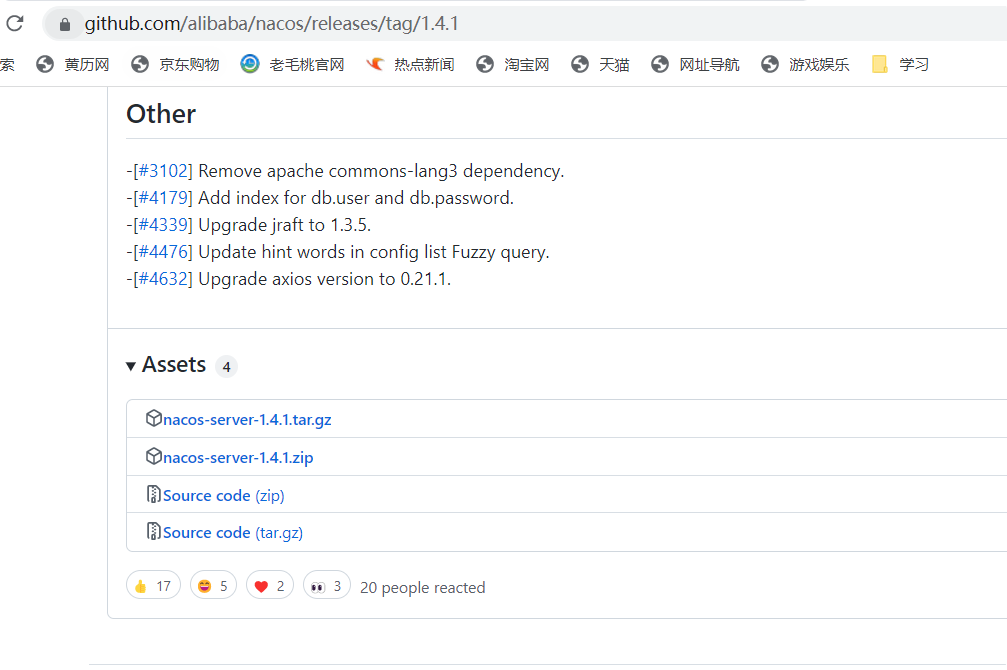 github.com/alibaba/nacos/releases/tag/1.4.1
索 黄历网 京东购物 老毛桃官网 热点新闻 淘宝网 天猫 网址导航 游戏娱乐 学习
Other
-[#3102] Remove apache commons-lang3 dependency.
-[#4179] Add index for db.user and db.password.
-[#4339] Upgrade jraft to 1.3.5.
-[#4476] Update hint words in config list Fuzzy query.
-[#4632] Upgrade axios version to 0.21.1.
Assets 4
nacos-server-1.4.1.tar.gz
nacos-server-1.4.1.zip
Source code (zip)
Source code (tar.gz)
17 5 2 3 20 people reacted